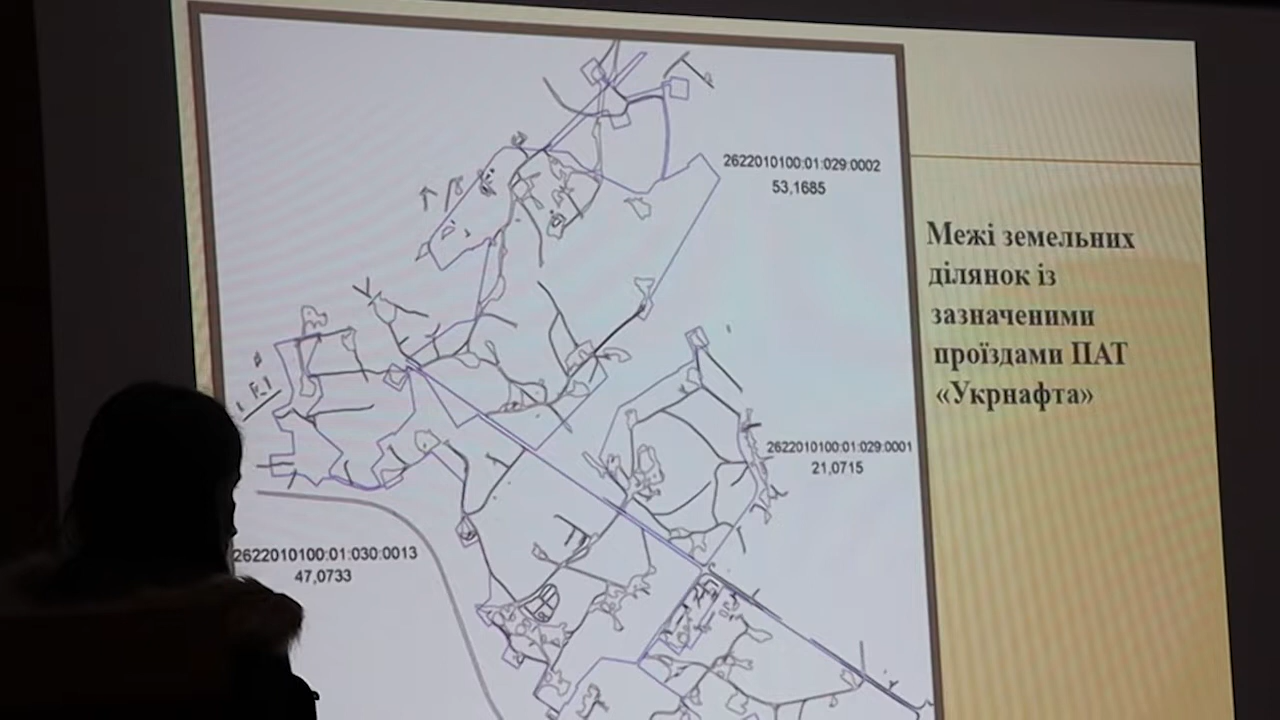 2622010100:01:029:0002
53,1685
Межі земельних
ділянок із
зазначеними
проїздами ПАТ
«Укрнафта»
2622010100:01:029:0001
21,0715
2622010100:01:030:0013
47,0733